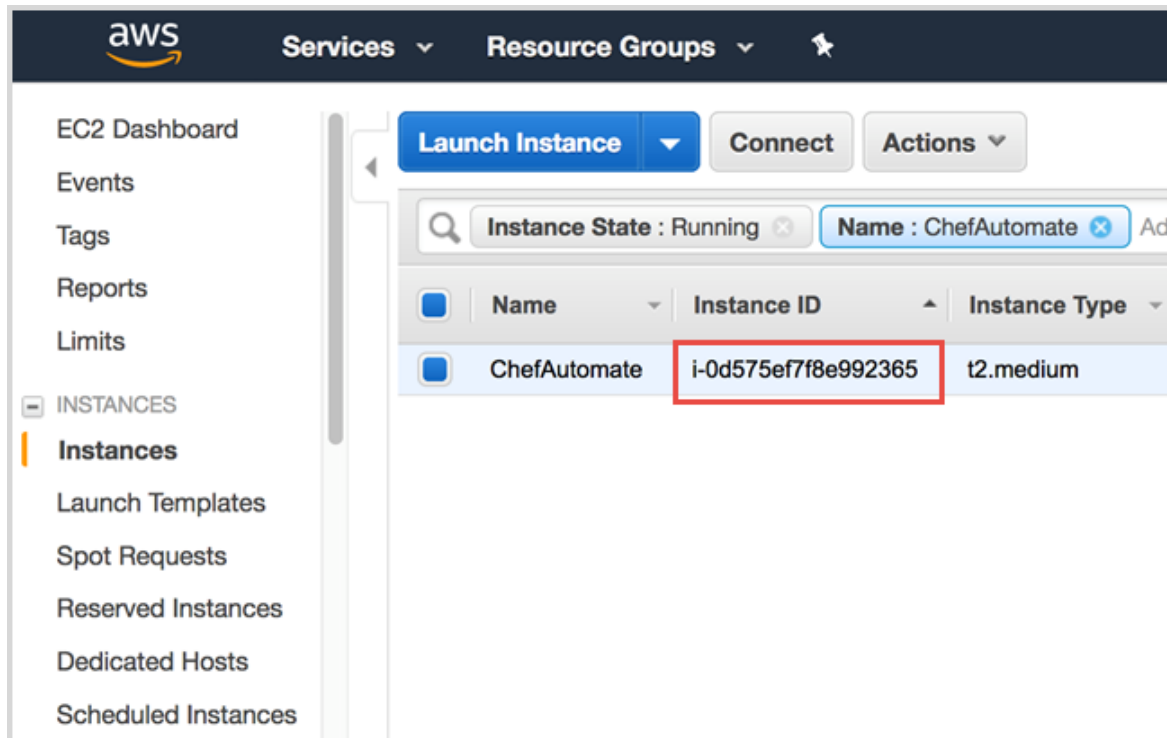 aws
Services
Resource Groups
EC2 Dashboard
Events
Tags
Reports
Limits
INSTANCES
Instances
Launch Templates
Spot Requests
Reserved Instances
Dedicated Hosts
Scheduled Instances
Launch Instance
Connect
Actions
Instance State : Running
Name : ChefAutomate
Ad
Name
Instance ID
Instance Type
ChefAutomate
i-0d575ef7f8e992365
t2.medium